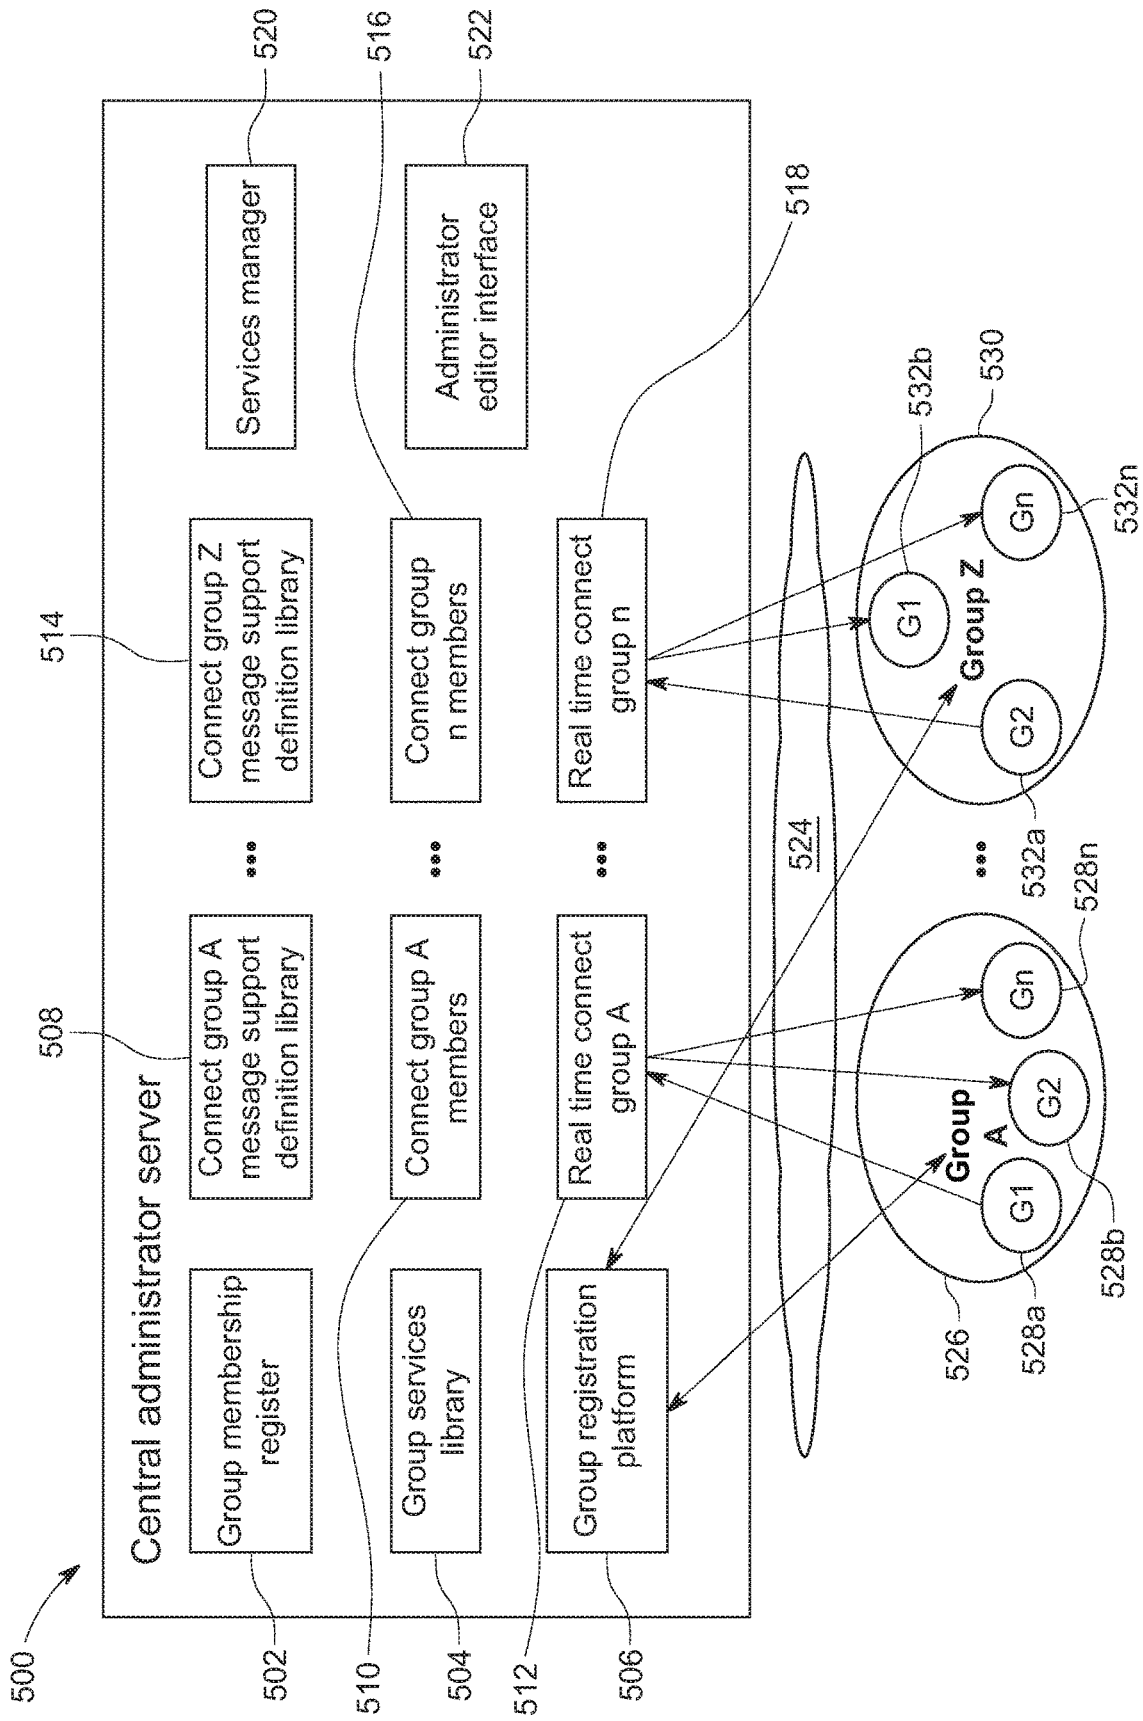 500
Central administrator server
502
Group membership
register
508
Connect group A
message support
definition library
...
514
Connect group Z
message support
definition library
Services manager
520
510
504
Group services
library
Connect group A
members
...
Connect group
n members
516
Administrator
editor interface
522
512
506
Group registration
platform
Real time connect
group A
...
Real time connect
group n
518
524
526
Group
A
G1
G2
Gn
528a
528b
528n
...
Group Z
G2
G1
Gn
532a
532b
532n
530